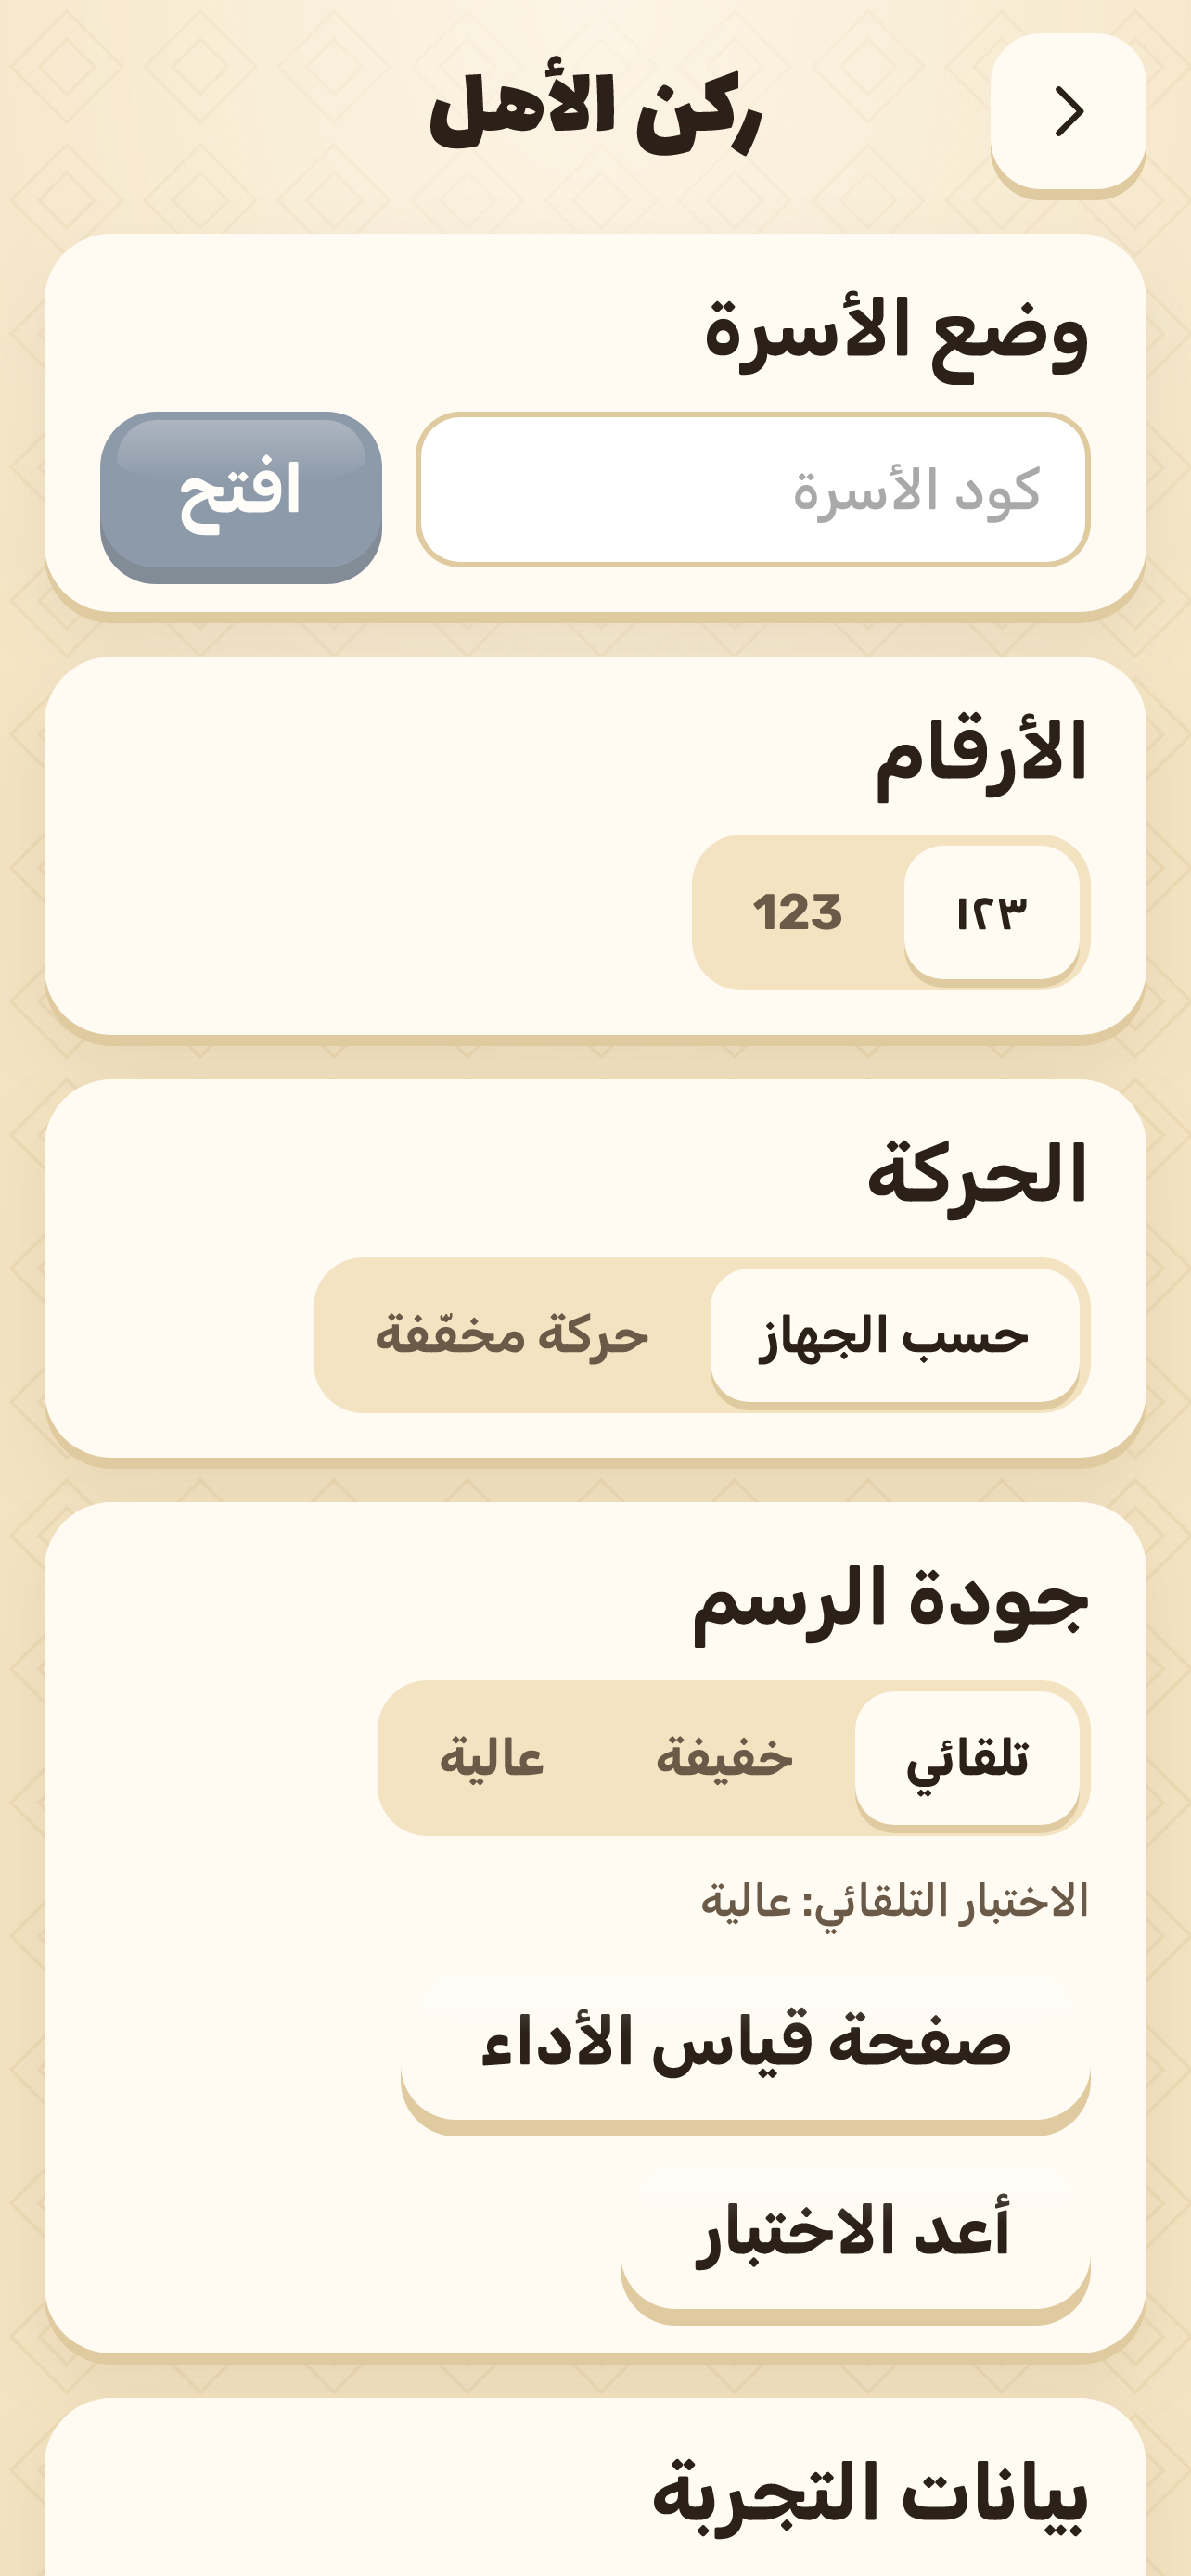 ركن الأهل
وضع الأسرة
كود الأسرة
افتح
الأرقام
١٢٣ 123
الحركة
حسب الجهاز حركة مخفّفة
جودة الرسم
تلقائي خفيفة عالية
الاختبار التلقائي: عالية
صفحة قياس الأداء
أعد الاختبار
بيانات التجربة